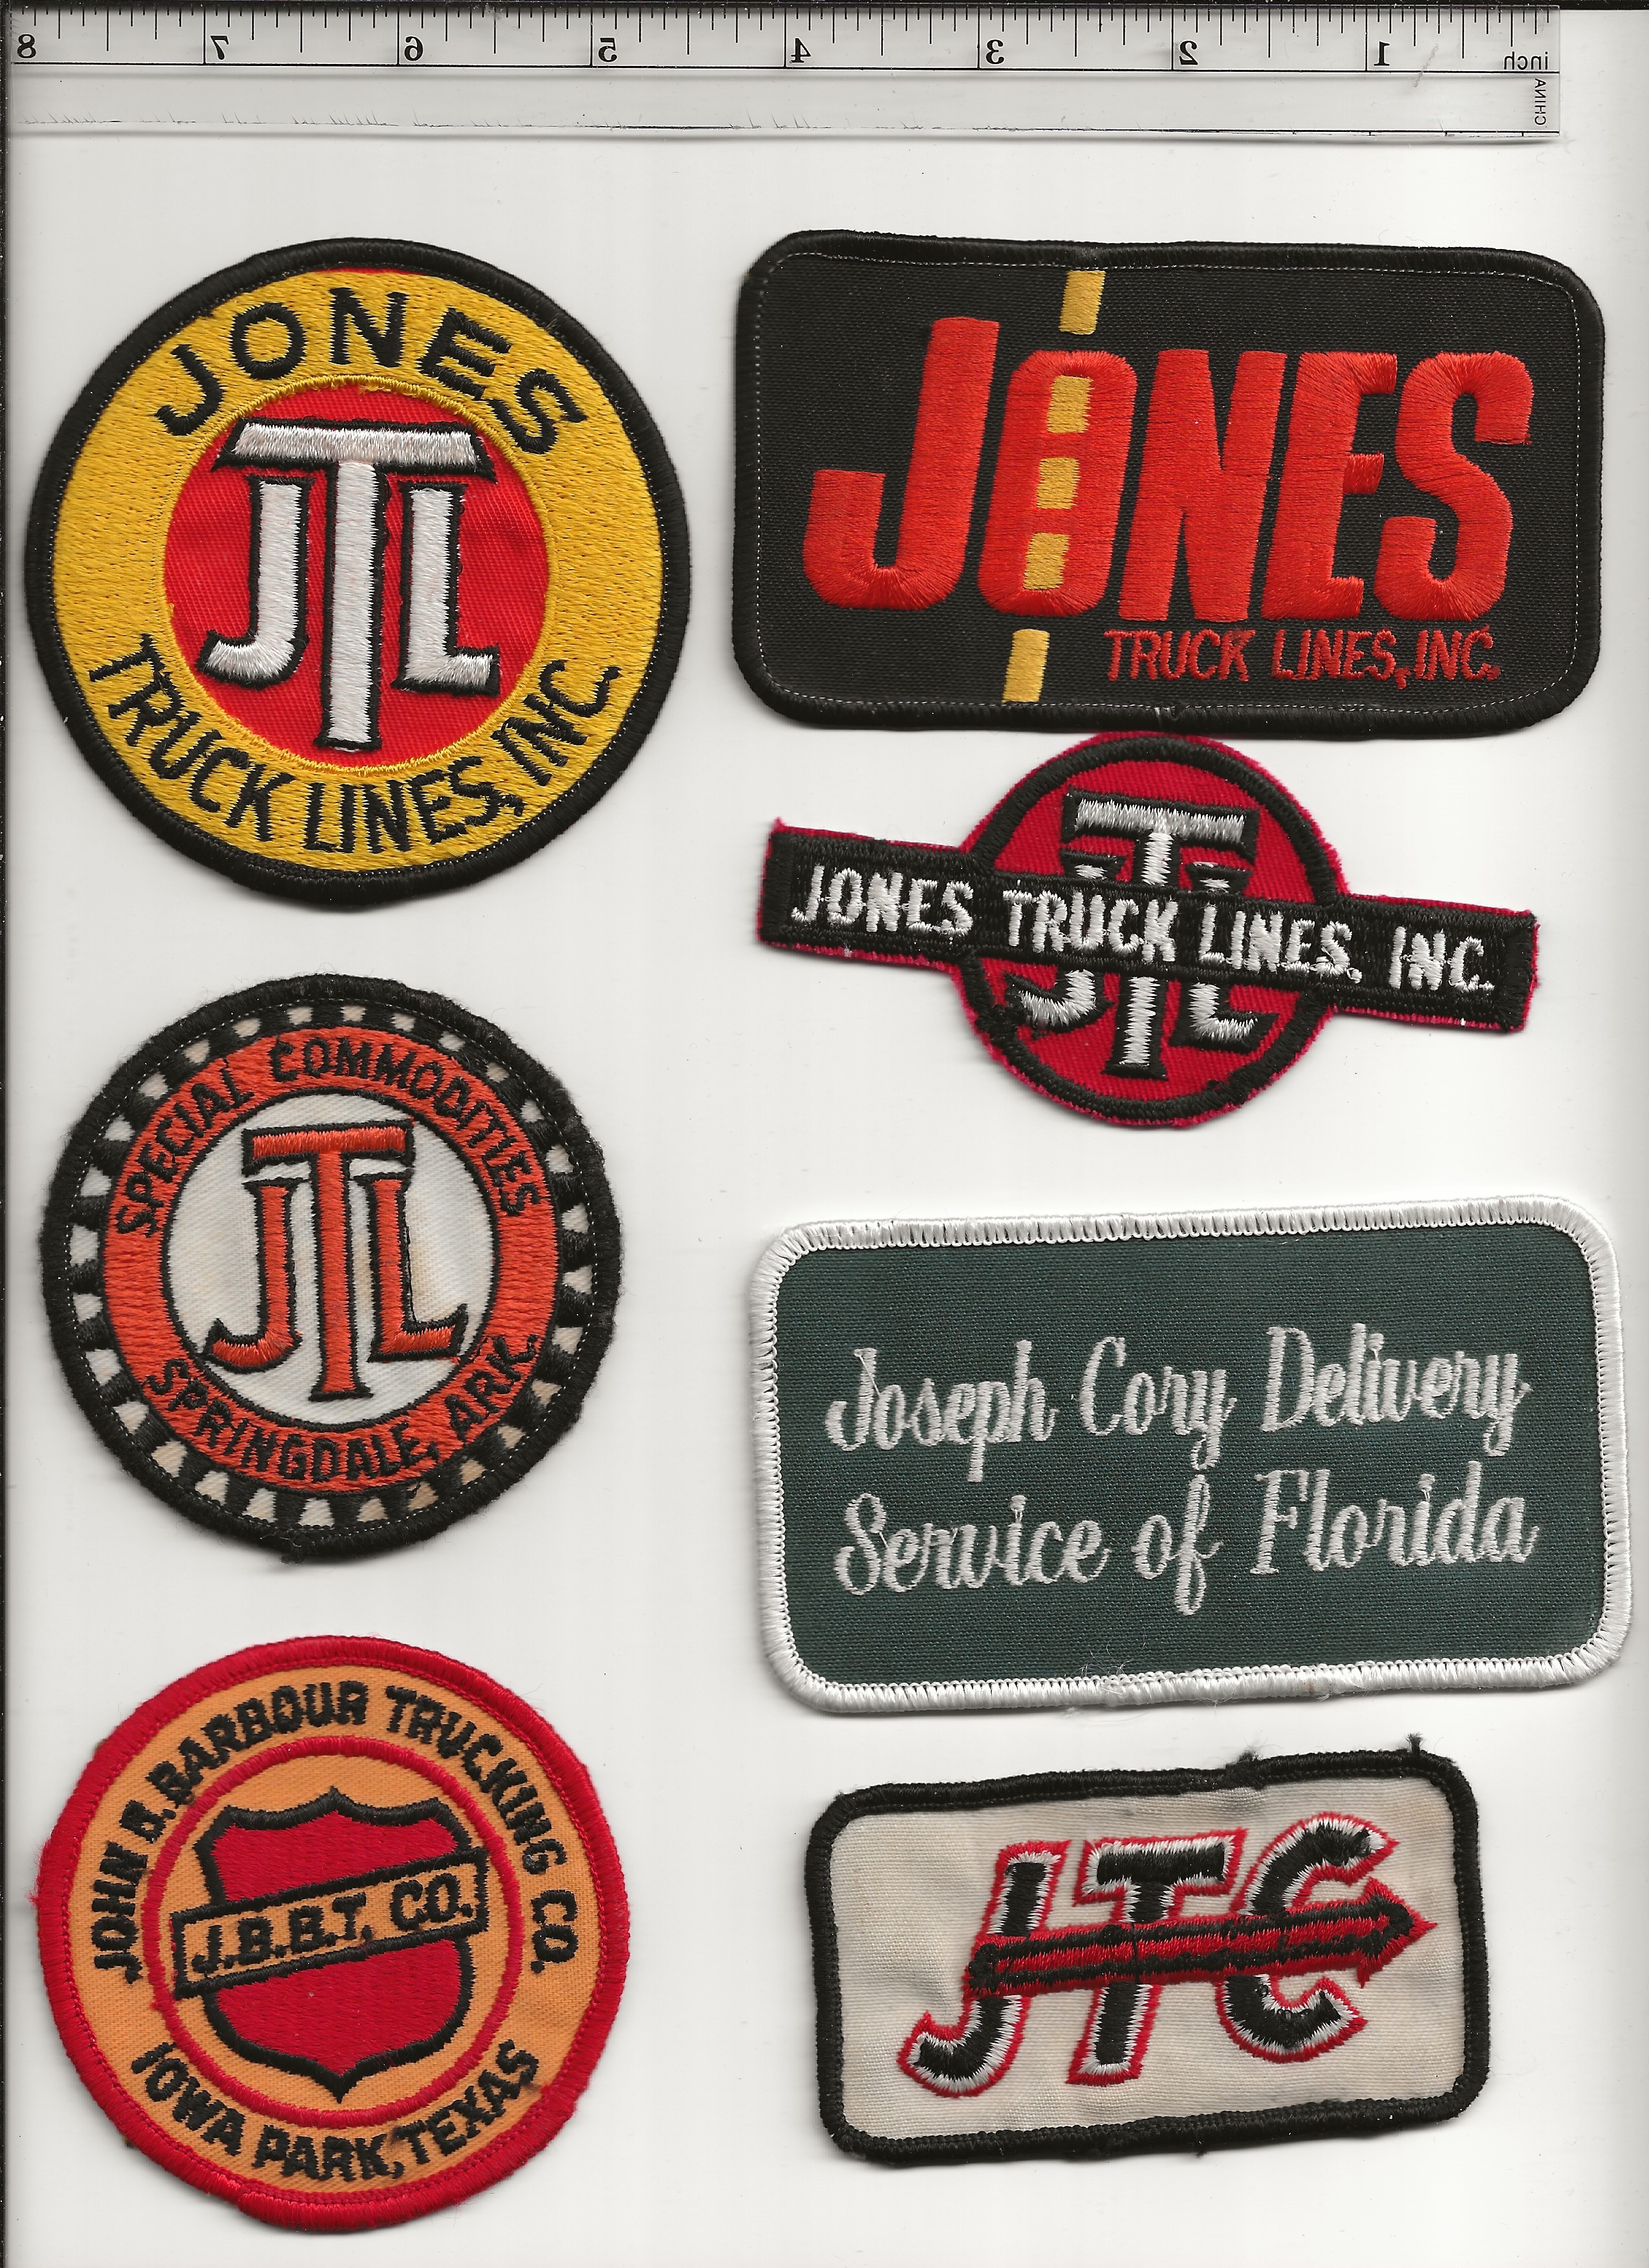 8 7 6 5 4 3 2 1 inch
CHINA
JONES
JTL
TRUCK LINES, INC.
JONES
TRUCK LINES, INC.
JTL
JONES TRUCK LINES, INC.
SPECIAL COMMODITIES
JTL
SPRINGDALE, ARK.
Joseph Cory Delivery
Service of Florida
JOHN B. BARBOUR TRUCKING CO.
J.B.B.T. CO.
IOWA PARK, TEXAS
JTC